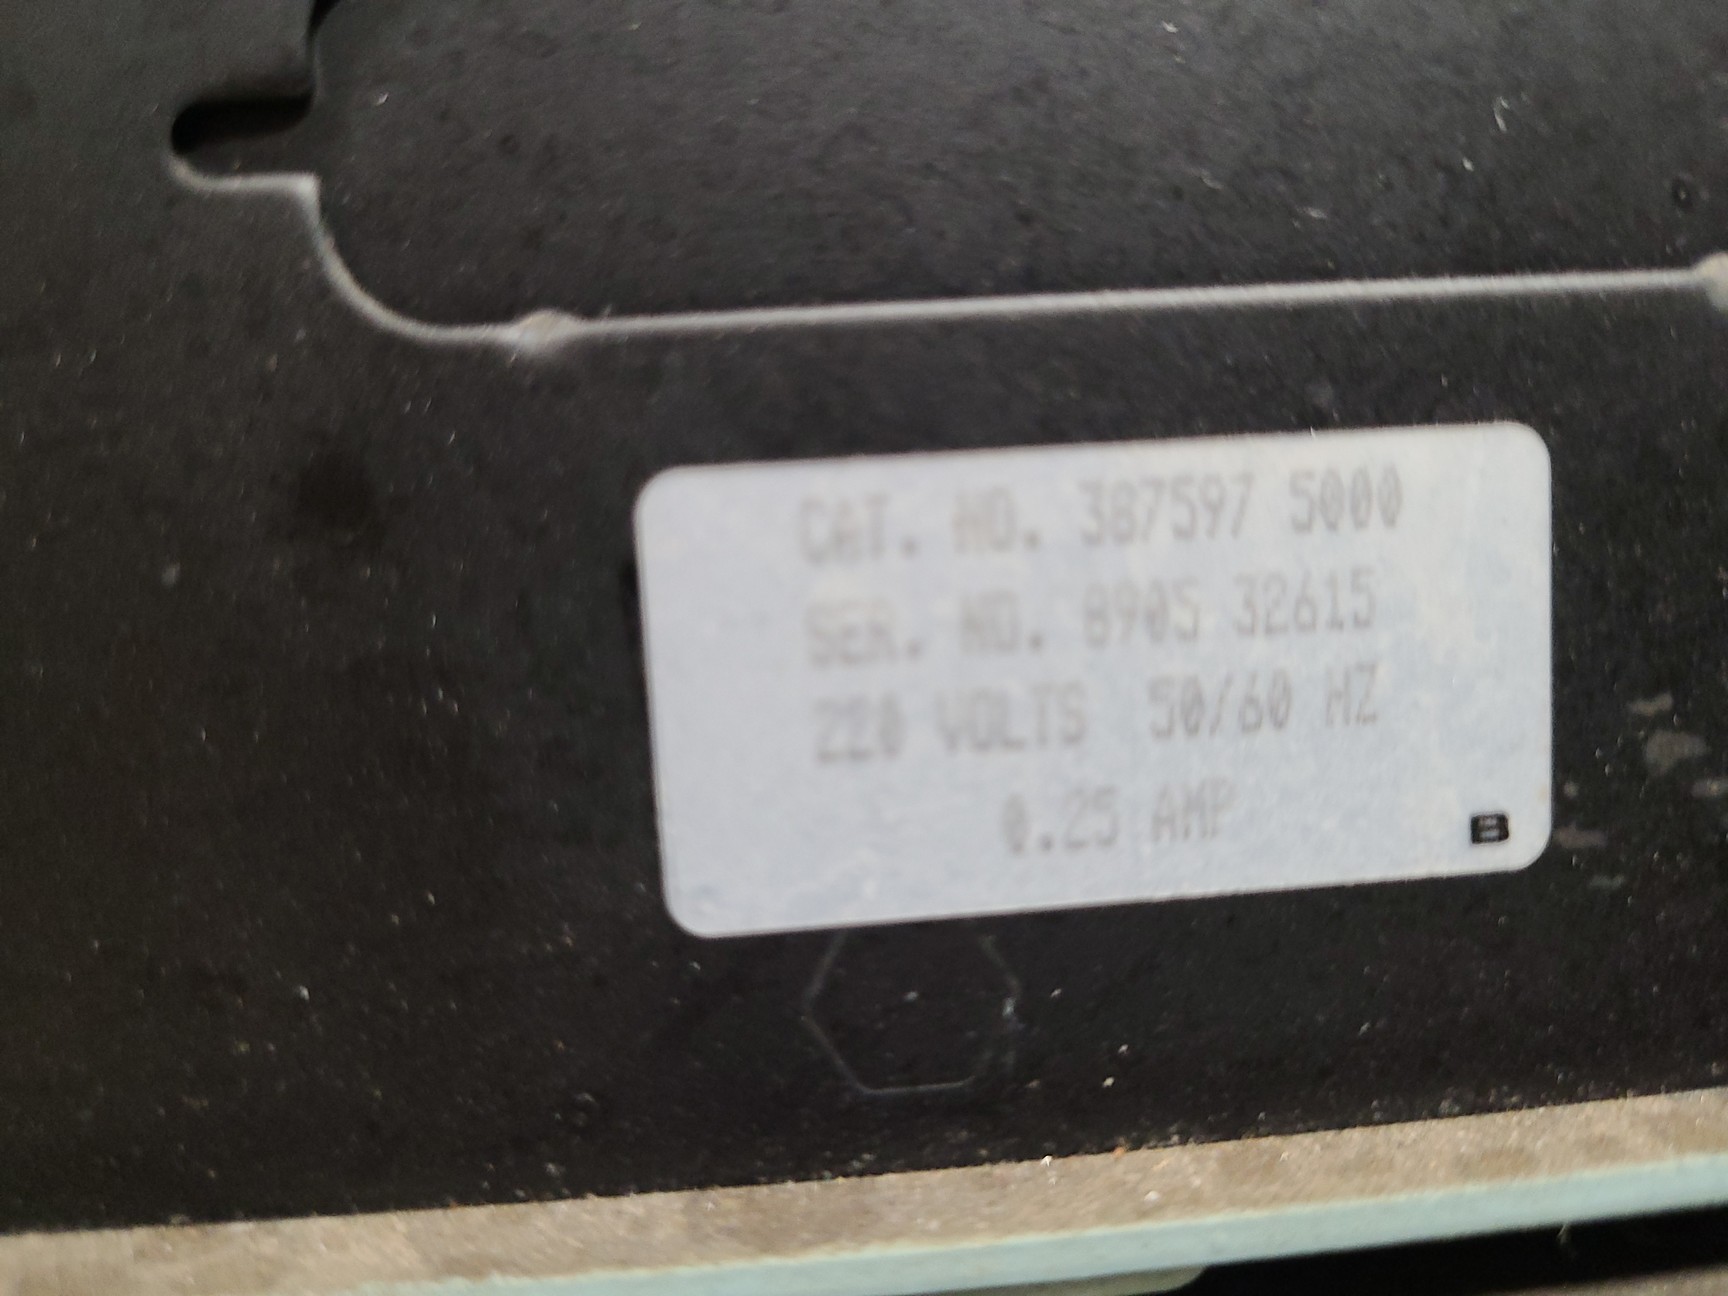 CAT. NO. 387597 5000
SER. NO. 8905 32615
220 VOLTS 50/60 HZ
0.25 AMP
B